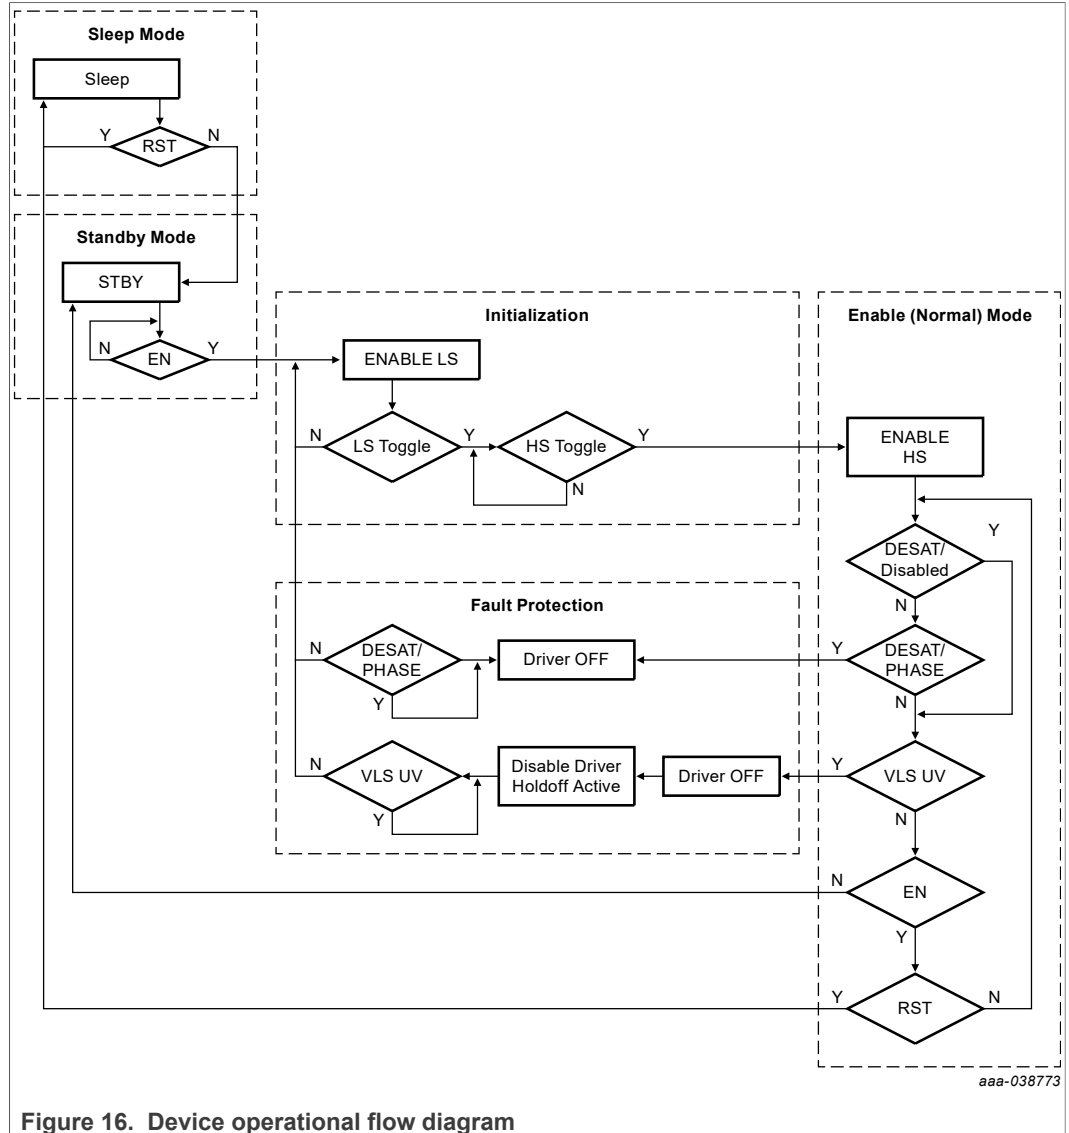 Sleep Mode
Sleep
Y
RST
N
Standby Mode
STBY
N
EN
Y
Initialization
ENABLE LS
N
LS Toggle
Y
HS Toggle
Y
N
Enable (Normal) Mode
ENABLE
HS
DESAT/
Disabled
Y
N
DESAT/
PHASE
Y
N
VLS UV
Y
N
EN
N
Y
RST
Y
N
Fault Protection
N
DESAT/
PHASE
Y
Driver OFF
N
VLS UV
Y
Disable Driver
Holdoff Active
Driver OFF
aaa-038773
Figure 16. Device operational flow diagram